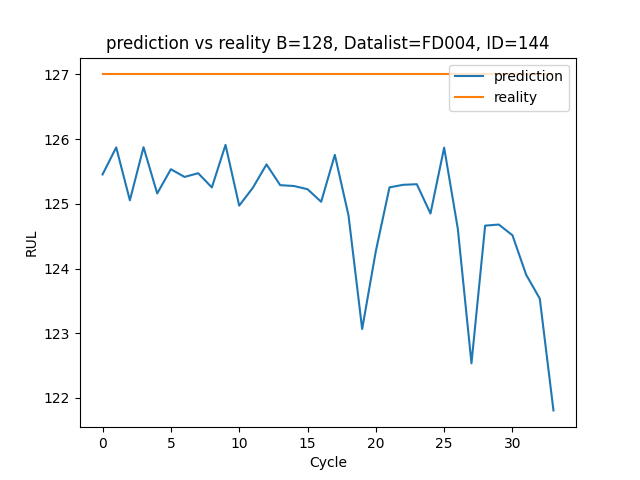 prediction vs reality B=128, Datalist=FD004, ID=144
127
126
125
124
123
122
RUL
prediction
reality
0 5 10 15 20 25 30
Cycle